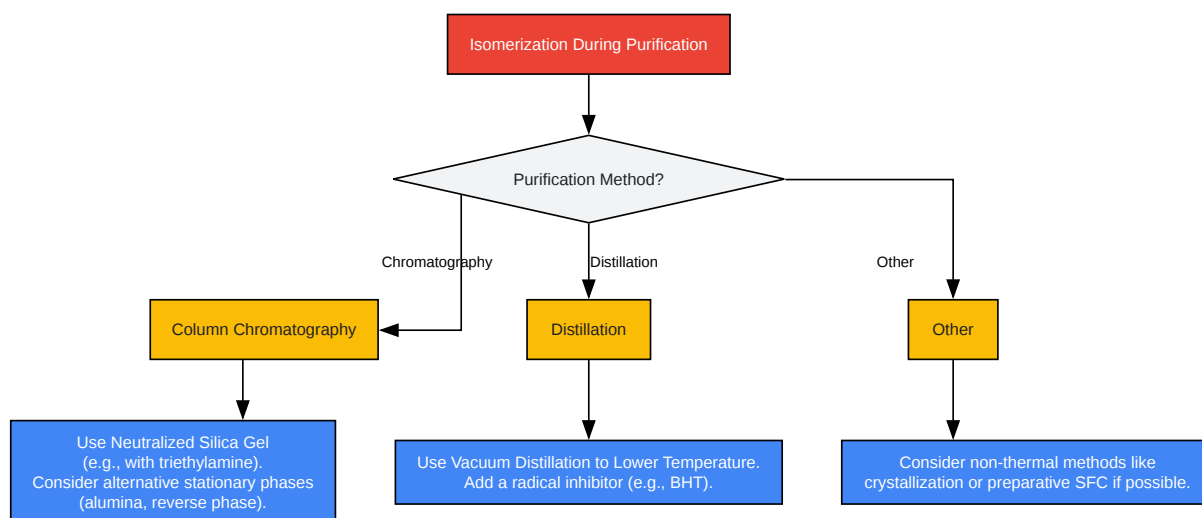 Isomerization During Purification
Purification Method?
Chromatography
Distillation
Other
Column Chromatography
Distillation
Other
Use Neutralized Silica Gel
(e.g., with triethylamine).
Consider alternative stationary phases
(alumina, reverse phase).
Use Vacuum Distillation to Lower Temperature.
Add a radical inhibitor (e.g., BHT).
Consider non-thermal methods like
crystallization or preparative SFC if possible.